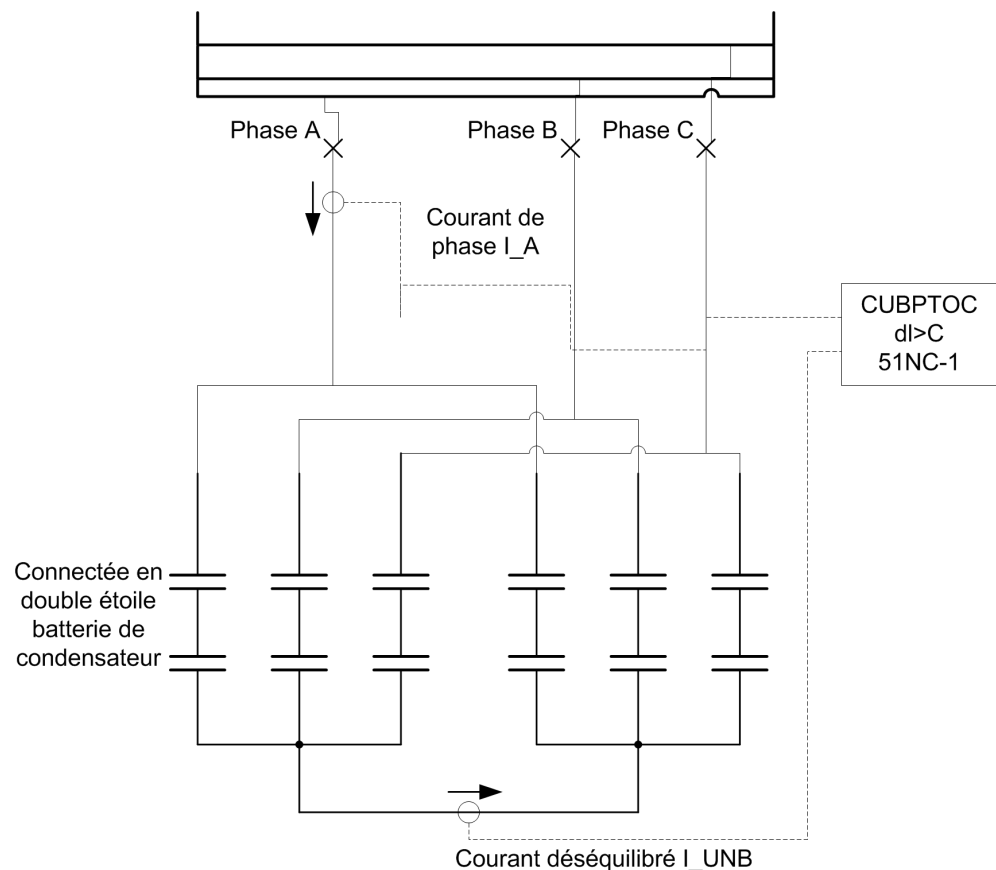 Phase A
Phase B
Phase C
Courant de
phase I_A
CUBPTOC
dI>C
51NC-1
Connectée en
double étoile
batterie de
condensateur
Courant déséquilibré I_UNB